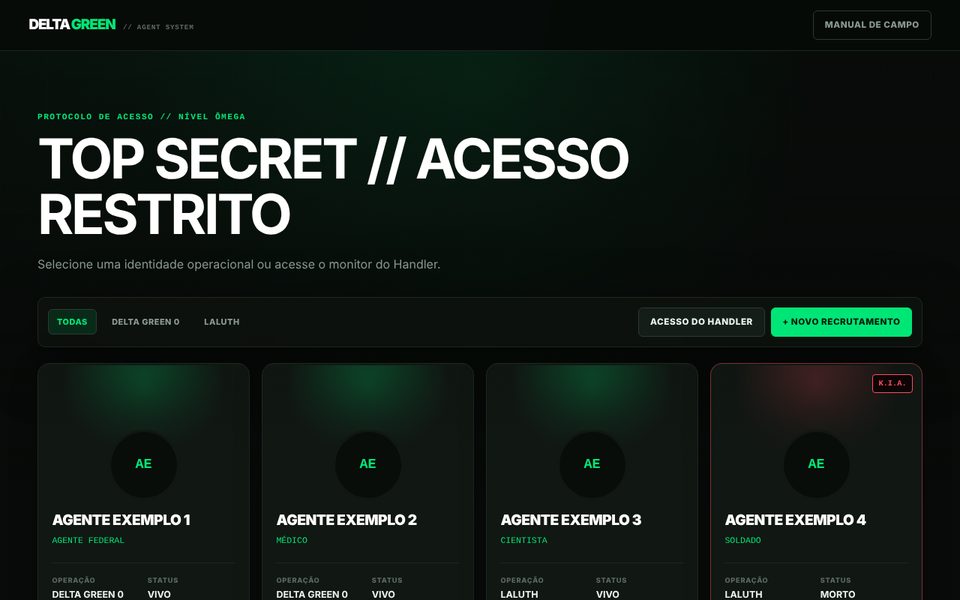 DELTA GREEN // AGENT SYSTEM
MANUAL DE CAMPO
PROTOCOLO DE ACESSO // NÍVEL ÔMEGA
TOP SECRET // ACESSO
RESTRITO
Selecione uma identidade operacional ou acesse o monitor do Handler.
TODAS DELTA GREEN 0 LALUTH ACESSO DO HANDLER + NOVO RECRUTAMENTO
K.I.A.
AE AE AE AE
AGENTE EXEMPLO 1 AGENTE EXEMPLO 2 AGENTE EXEMPLO 3 AGENTE EXEMPLO 4
AGENTE FEDERAL MÉDICO CIENTISTA SOLDADO
OPERAÇÃO STATUS OPERAÇÃO STATUS OPERAÇÃO STATUS OPERAÇÃO STATUS
DELTA GREEN 0 VIVO DELTA GREEN 0 VIVO LALUTH VIVO LALUTH MORTO